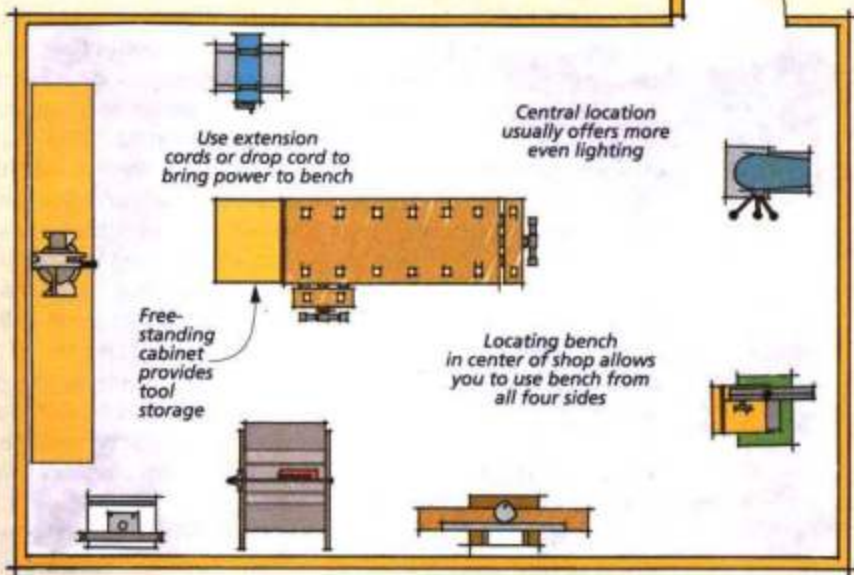 Use extension
cords or drop cord to
bring power to bench
Central location
usually offers more
even lighting
Free-
standing
cabinet
provides
tool
storage
Locating bench
in center of shop allows
you to use bench from
all four sides